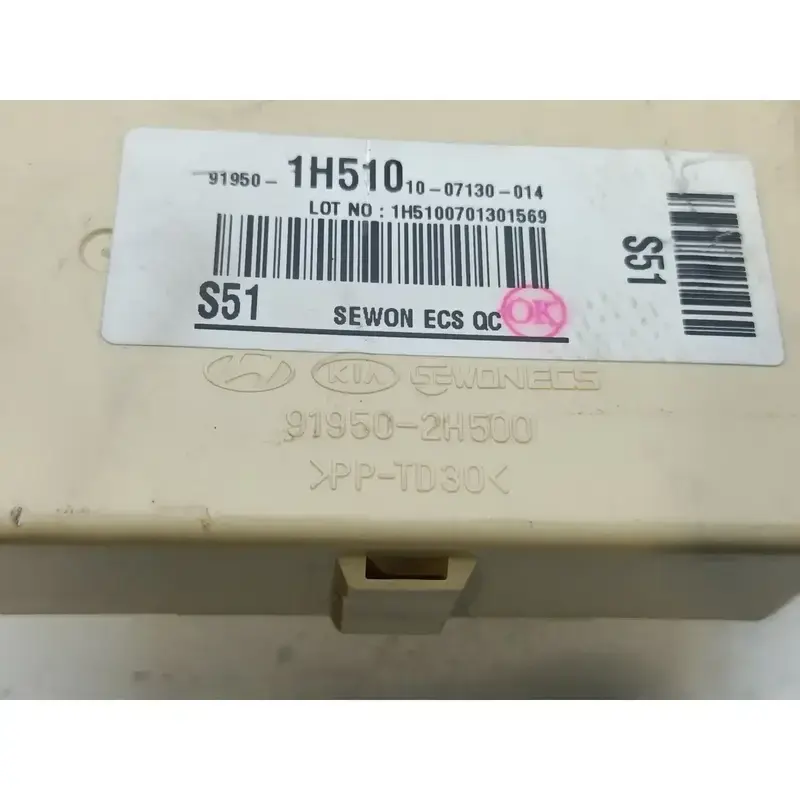 91950-1H510 10-07130-014
LOT NO : 1H5100701301569
S51
SEWON ECS QC OK
S51
KIA SEWONECS
91950-2H500
>PP-TD30<